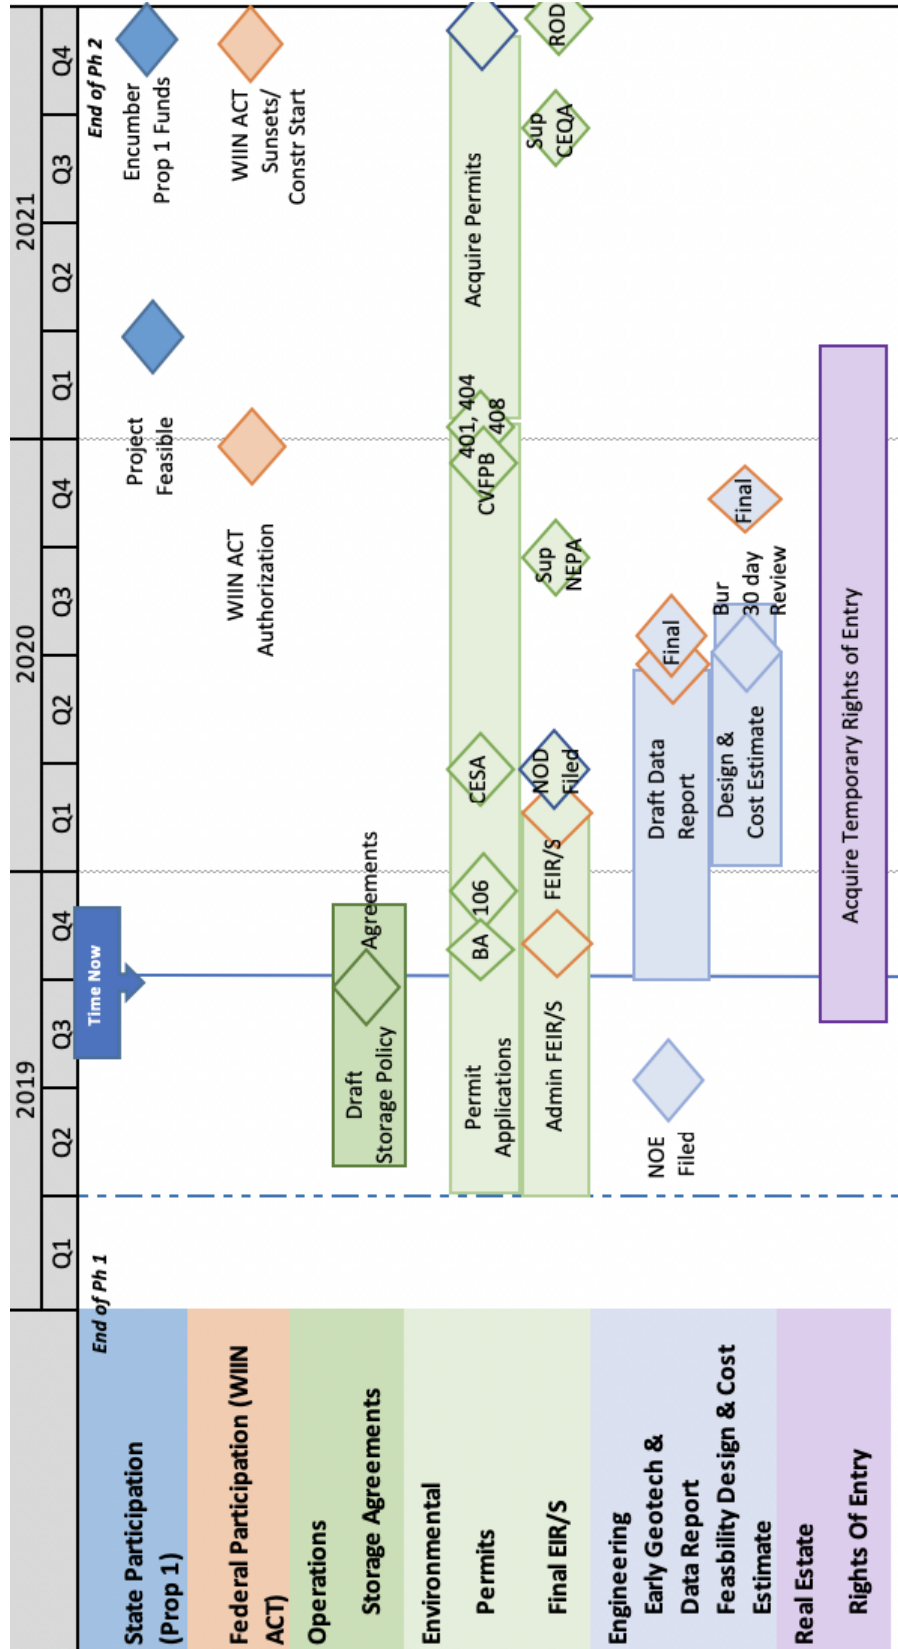 2019
2020
2021
Q1
Q2
Q3
Q4
Q1
Q2
Q3
Q4
Q1
Q2
Q3
Q4
End of Ph 1
Time Now
End of Ph 2
State Participation
(Prop 1)
Project
Feasible
Encumber
Prop 1 Funds
Federal Participation (WIIN
ACT)
WIIN ACT
Authorization
WIIN ACT
Sunsets/
Constr Start
Operations
Storage Agreements
Draft
Storage Policy
Agreements
Environmental
Permits
Permit
Applications
BA
106
CESA
CVFPB
401, 404
408
Acquire Permits
Final EIR/S
Admin FEIR/S
FEIR/S
NOD
Filed
Sup
NEPA
Sup
CEQA
ROD
Engineering
Early Geotech &
Data Report
NOE
Filed
Draft Data
Report
Final
Feasbility Design & Cost
Estimate
Design &
Cost Estimate
Bur
30 day
Review
Final
Real Estate
Rights Of Entry
Acquire Temporary Rights of Entry